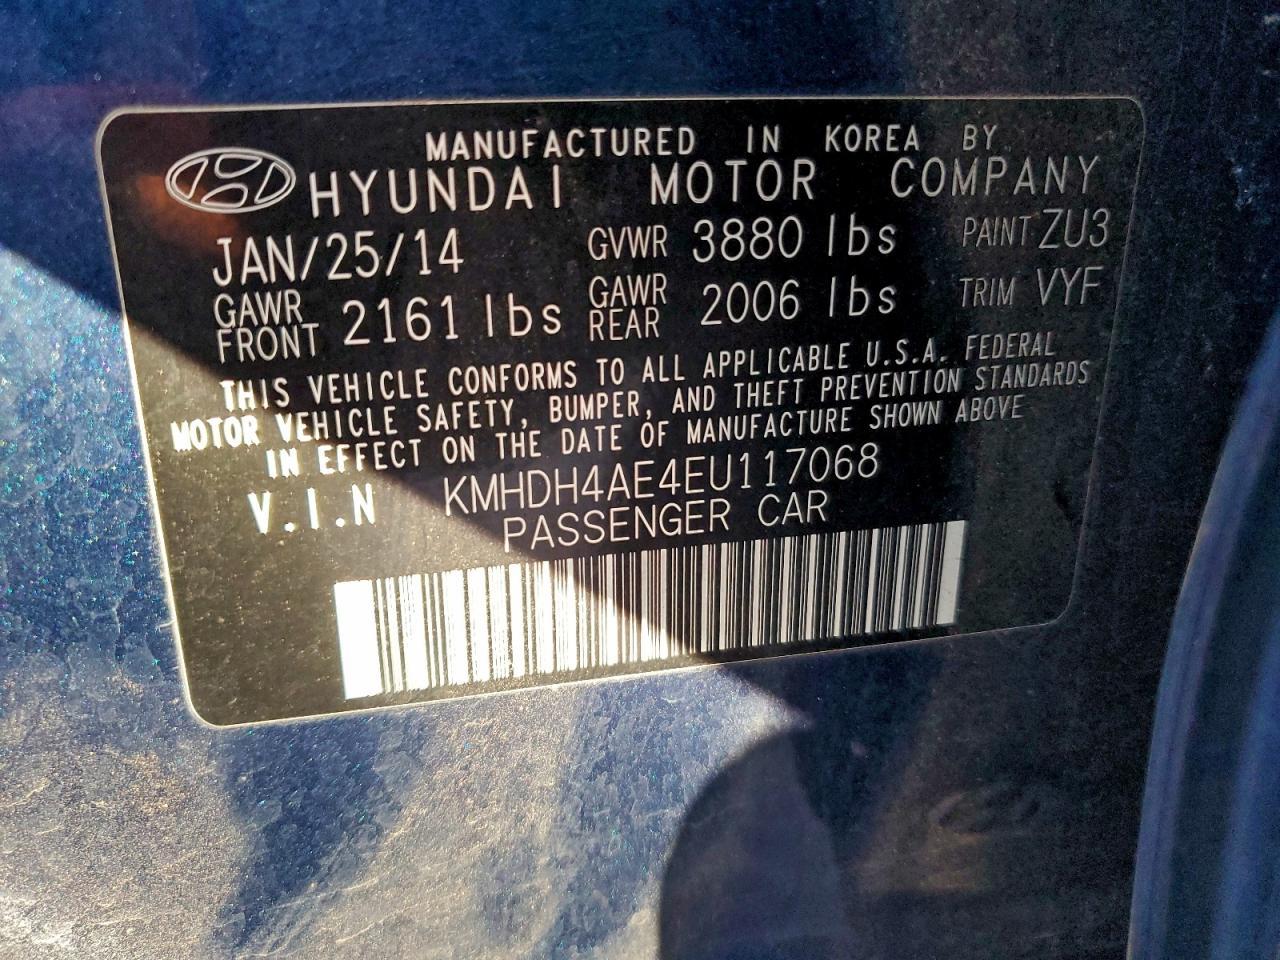 MANUFACTURED IN KOREA BY
HYUNDAI MOTOR COMPANY
JAN/25/14 GVWR 3880 lbs PAINT ZU3
GAWR FRONT 2161 lbs GAWR REAR 2006 lbs TRIM VYF
THIS VEHICLE CONFORMS TO ALL APPLICABLE U.S.A. FEDERAL
MOTOR VEHICLE SAFETY, BUMPER, AND THEFT PREVENTION STANDARDS
IN EFFECT ON THE DATE OF MANUFACTURE SHOWN ABOVE
V.I.N KMHDH4AE4EU117068
PASSENGER CAR